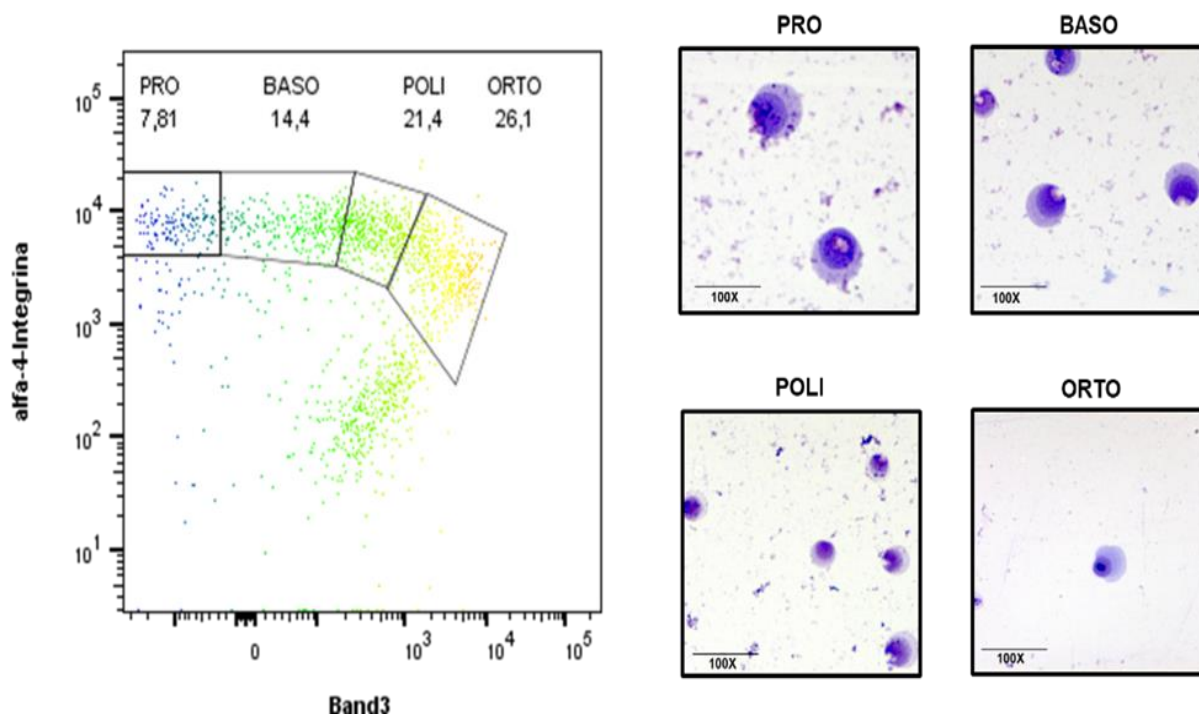 PRO BASO POLI ORTO
7,81 14,4 21,4 26,1
10^5
10^4
10^3
10^2
10^1
alfa-4-Integrina
0 10^3 10^4 10^5
Band3
PRO
100X
BASO
100X
POLI
100X
ORTO
100X